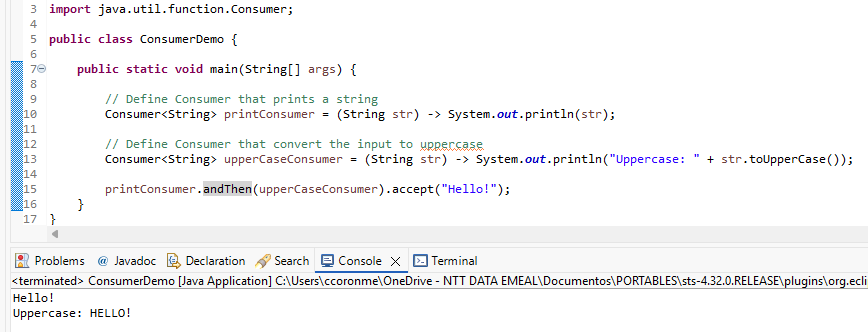 3 import java.util.function.Consumer;
4
5 public class ConsumerDemo {
6
7 public static void main(String[] args) {
8
9 // Define Consumer that prints a string
10 Consumer<String> printConsumer = (String str) -> System.out.println(str);
11
12 // Define Consumer that convert the input to uppercase
13 Consumer<String> upperCaseConsumer = (String str) -> System.out.println("Uppercase: " + str.toUpperCase());
14
15 printConsumer.andThen(upperCaseConsumer).accept("Hello!");
16 }
17 }
Problems @ Javadoc Declaration Search Console Terminal
<terminated> ConsumerDemo [Java Application] C:\Users\ccoronme\OneDrive - NTT DATA EMEAL\Documentos\PORTABLES\sts-4.32.0.RELEASE\plugins\org.ecli
Hello!
Uppercase: HELLO!